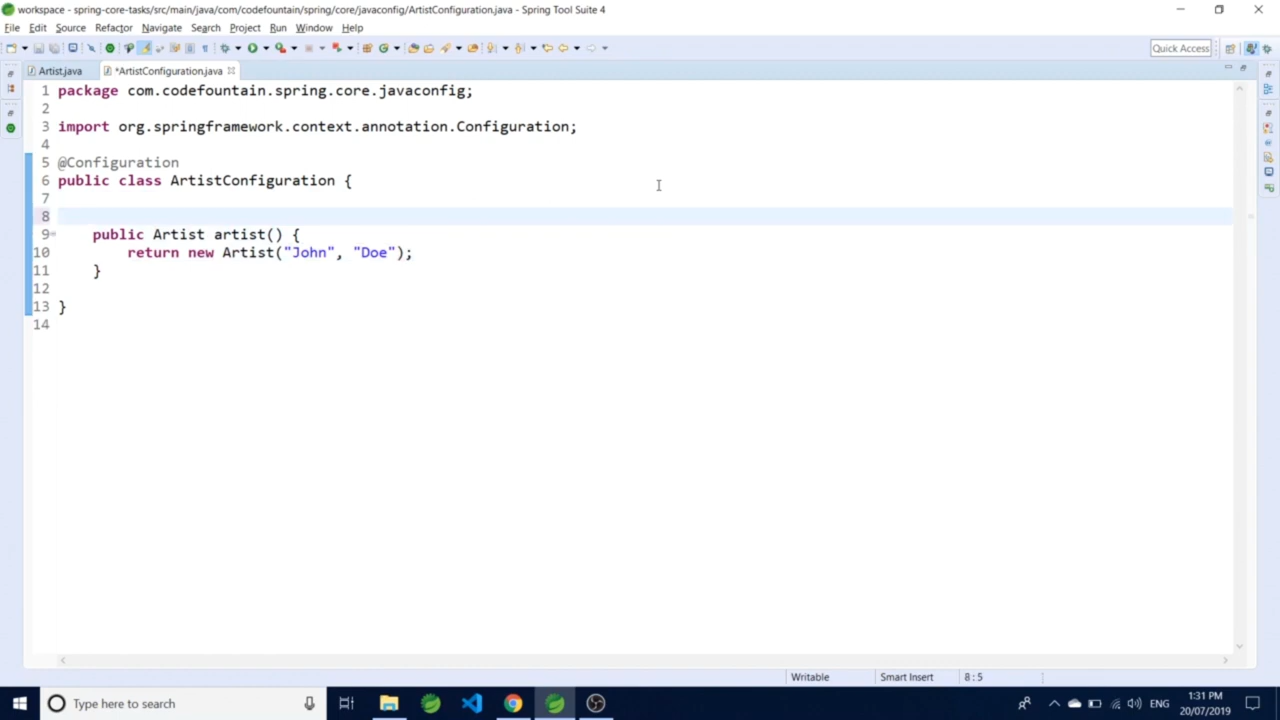 workspace - spring-core-tasks/src/main/java/com/codefountain/spring/core/javaconfig/ArtistConfiguration.java - Spring Tool Suite 4
File Edit Source Refactor Navigate Search Project Run Window Help
Quick Access
Artist.java *ArtistConfiguration.java
1 package com.codefountain.spring.core.javaconfig;
2
3 import org.springframework.context.annotation.Configuration;
4
5 @Configuration
6 public class ArtistConfiguration {
7
8
9 public Artist artist() {
10 return new Artist("John", "Doe");
11 }
12
13 }
14
Writable Smart Insert 8:5
Type here to search
ENG
1:31 PM
20/07/2019